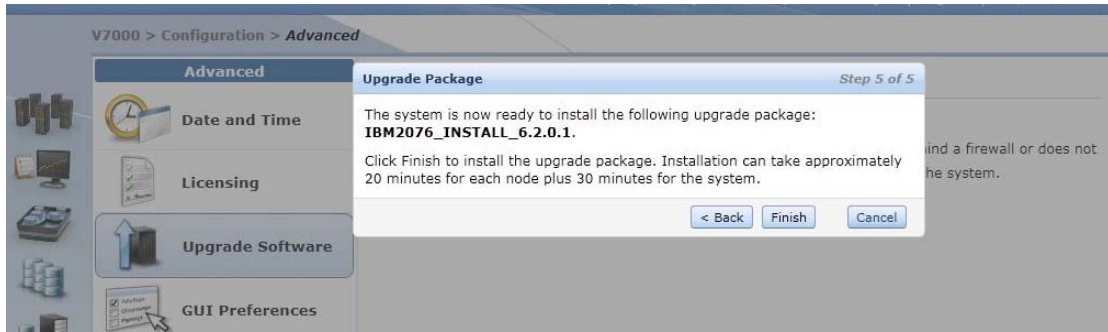 V7000 > Configuration > Advanced
Advanced
Date and Time
Licensing
Upgrade Software
GUI Preferences
Upgrade Package
Step 5 of 5
The system is now ready to install the following upgrade package:
IBM2076_INSTALL_6.2.0.1.
Click Finish to install the upgrade package. Installation can take approximately
20 minutes for each node plus 30 minutes for the system.
< Back
Finish
Cancel
a firewall or does not
the system.